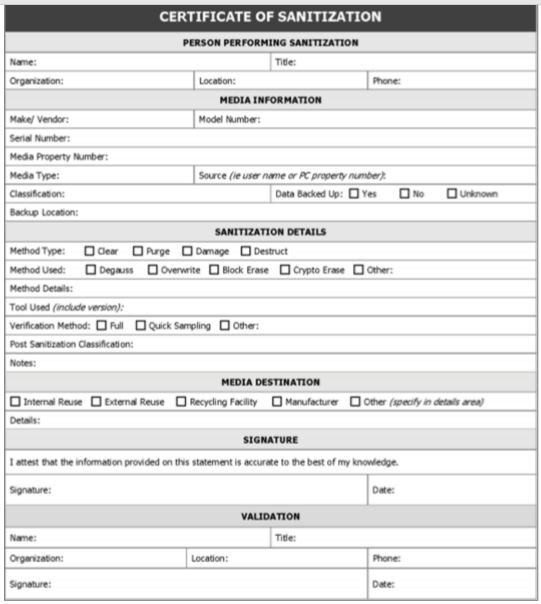 CERTIFICATE OF SANITIZATION
PERSON PERFORMING SANITIZATION
Name: Title:
Organization: Location: Phone:
MEDIA INFORMATION
Make/ Vendor: Model Number:
Serial Number:
Media Property Number:
Media Type: Source (ie user name or PC property number):
Classification: Data Backed Up: ☐ Yes ☐ No ☐ Unknown
Backup Location:
SANITIZATION DETAILS
Method Type: ☐ Clear ☐ Purge ☐ Damage ☐ Destruct
Method Used: ☐ Degauss ☐ Overwrite ☐ Block Erase ☐ Crypto Erase ☐ Other:
Method Details:
Tool Used (include version):
Verification Method: ☐ Full ☐ Quick Sampling ☐ Other:
Post Sanitization Classification:
Notes:
MEDIA DESTINATION
☐ Internal Reuse ☐ External Reuse ☐ Recycling Facility ☐ Manufacturer ☐ Other (specify in details area)
Details:
SIGNATURE
I attest that the information provided on this statement is accurate to the best of my knowledge.
Signature: Date:
VALIDATION
Name: Title:
Organization: Location: Phone:
Signature: Date: